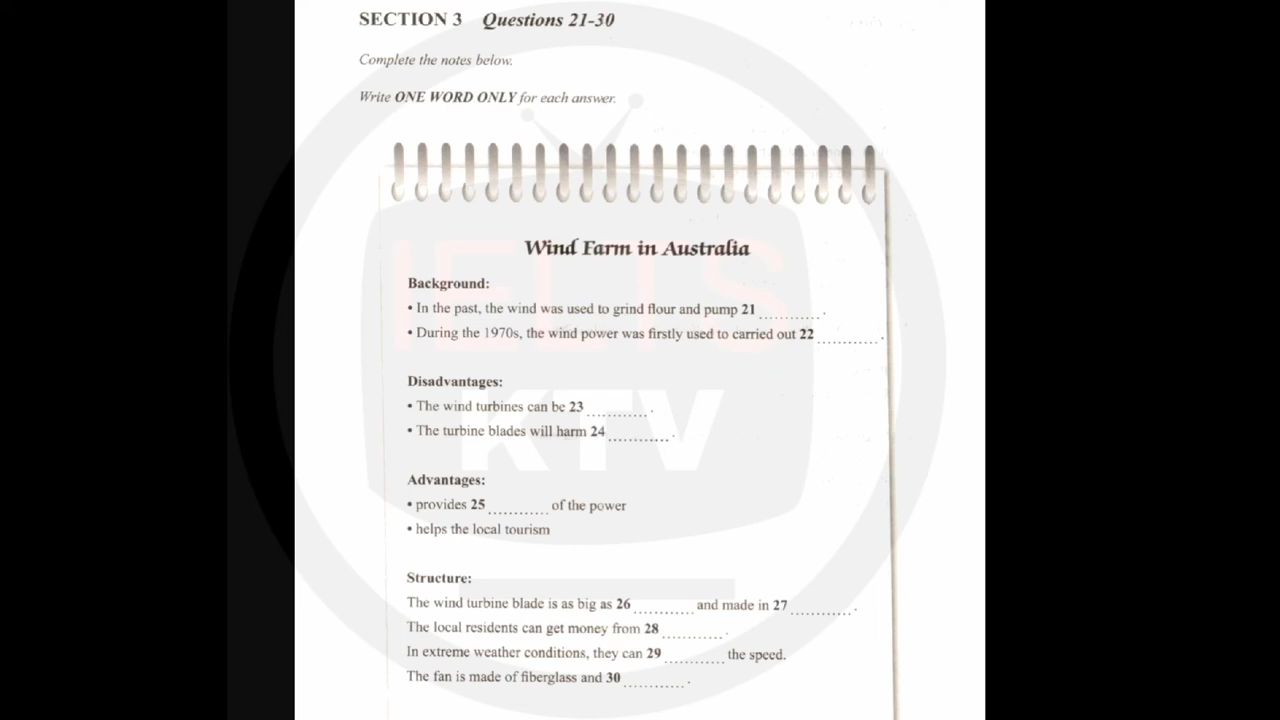 SECTION 3 Questions 21-30
Complete the notes below.
Write ONE WORD ONLY for each answer.
Wind Farm in Australia
Background:
• In the past, the wind was used to grind flour and pump 21 ............ .
• During the 1970s, the wind power was firstly used to carried out 22 ............ .
Disadvantages:
• The wind turbines can be 23 ............ .
• The turbine blades will harm 24 ............ .
Advantages:
• provides 25 ............ of the power
• helps the local tourism
Structure:
The wind turbine blade is as big as 26 ............ and made in 27 ............ .
The local residents can get money from 28 ............ .
In extreme weather conditions, they can 29 ............ the speed.
The fan is made of fiberglass and 30 ............ .
IELTS
KTV